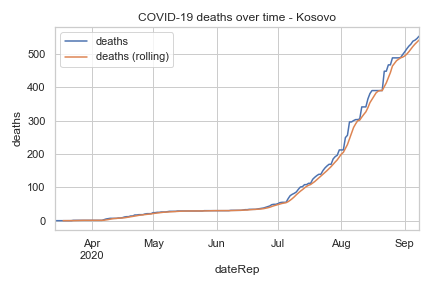 COVID-19 deaths over time - Kosovo
deaths
deaths (rolling)
500
400
300
200
100
0
deaths
Apr May Jun Jul Aug Sep
2020
dateRep